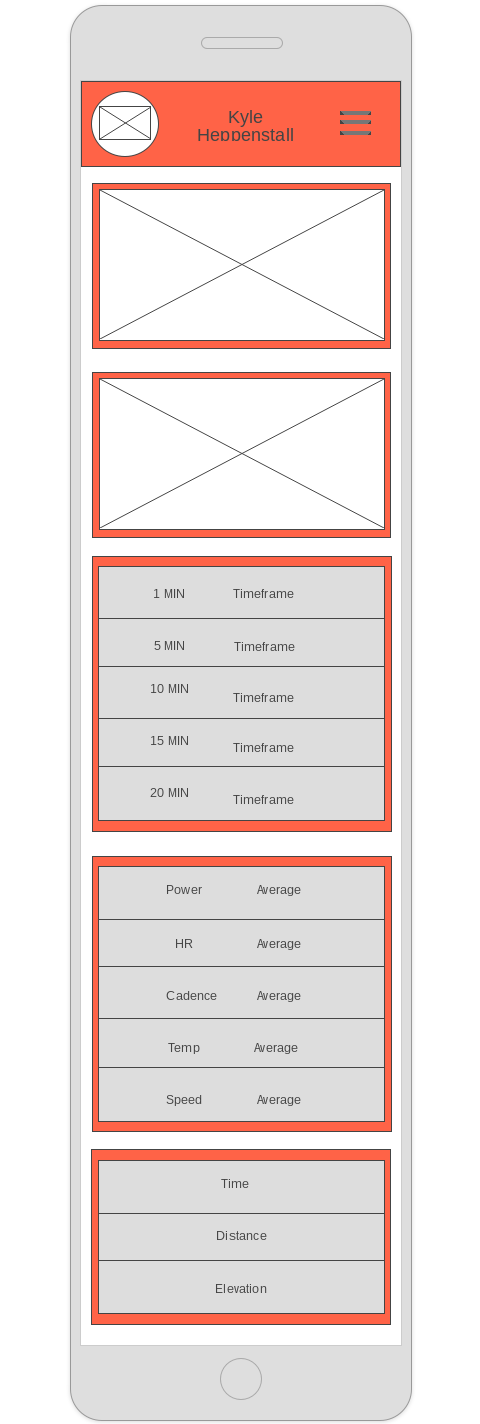 Kyle
Heppenstall
1 MIN Timeframe
5 MIN Timeframe
10 MIN Timeframe
15 MIN Timeframe
20 MIN Timeframe
Power Average
HR Average
Cadence Average
Temp Average
Speed Average
Time
Distance
Elevation